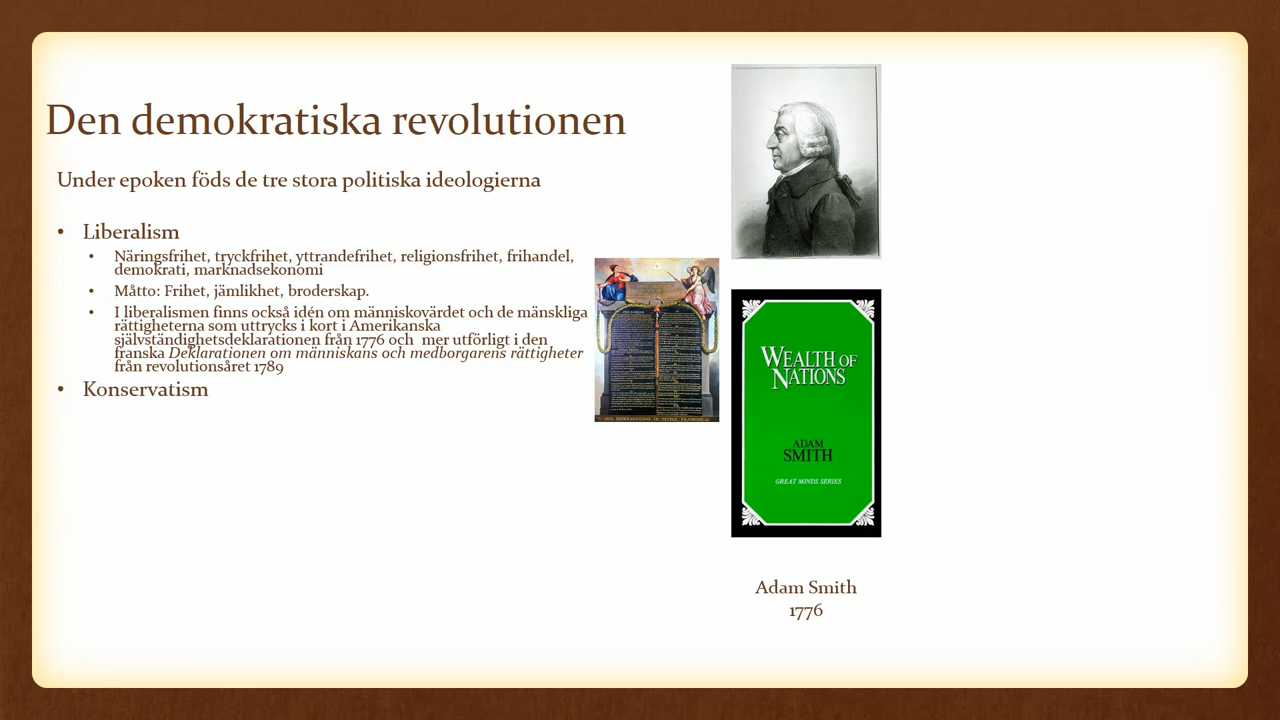 Den demokratiska revolutionen
Under epoken föds de tre stora politiska ideologierna
• Liberalism
• Näringsfrihet, tryckfrihet, yttrandefrihet, religionsfrihet, frihandel,
demokrati, marknadsekonomi
• Måtto: Frihet, jämlikhet, broderskap.
• I liberalismen finns också idén om människovärdet och de mänskliga
rättigheterna som uttrycks i kort i Amerikanska
självständighetsdeklarationen från 1776 och  mer utförligt i den
franska Deklarationen om människans och medborgarens rättigheter
från revolutionsåret 1789
• Konservatism
WEALTH OF
NATIONS
ADAM
SMITH
GREAT MINDS SERIES
Adam Smith
1776